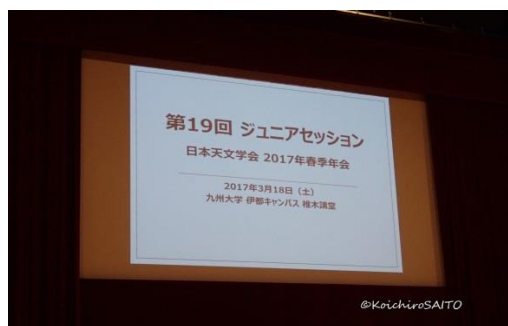 第19回 ジュニアセッション
日本天文学会 2017年春季年会
2017年3月18日（土）
九州大学 伊都キャンパス 椎木講堂
©KoichiroSAITO